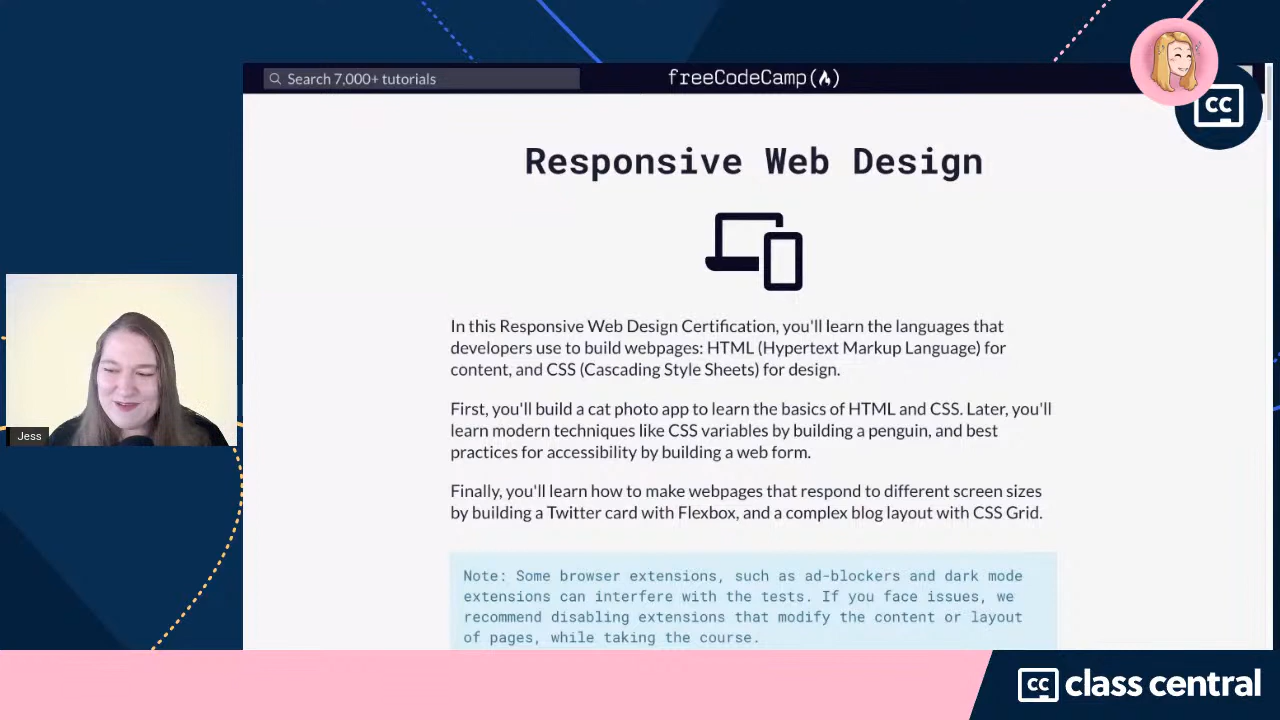 Search 7,000+ tutorials
freeCodeCamp
CC
Responsive Web Design
In this Responsive Web Design Certification, you'll learn the languages that
developers use to build webpages: HTML (Hypertext Markup Language) for
content, and CSS (Cascading Style Sheets) for design.
First, you'll build a cat photo app to learn the basics of HTML and CSS. Later, you'll
learn modern techniques like CSS variables by building a penguin, and best
practices for accessibility by building a web form.
Jess
Finally, you'll learn how to make webpages that respond to different screen sizes
by building a Twitter card with Flexbox, and a complex blog layout with CSS Grid.
Note: Some browser extensions, such as ad-blockers and dark mode
extensions can interfere with the tests. If you face issues, we
recommend disabling extensions that modify the content or layout
of pages, while taking the course.
CC class central